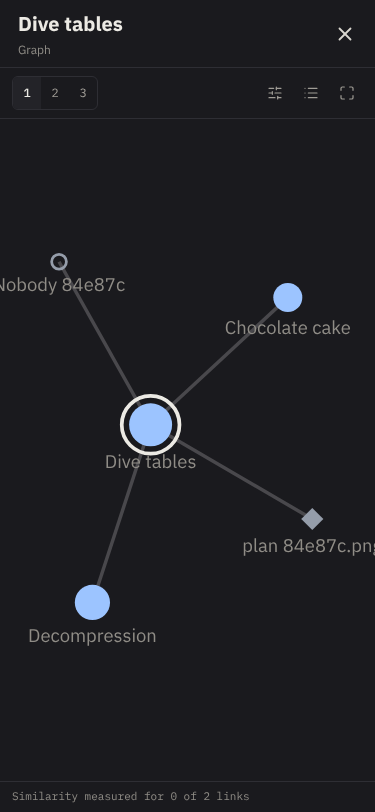 Dive tables
Graph
1 2 3
Nobody 84e87c
Chocolate cake
Dive tables
plan 84e87c.png
Decompression
Similarity measured for 0 of 2 links